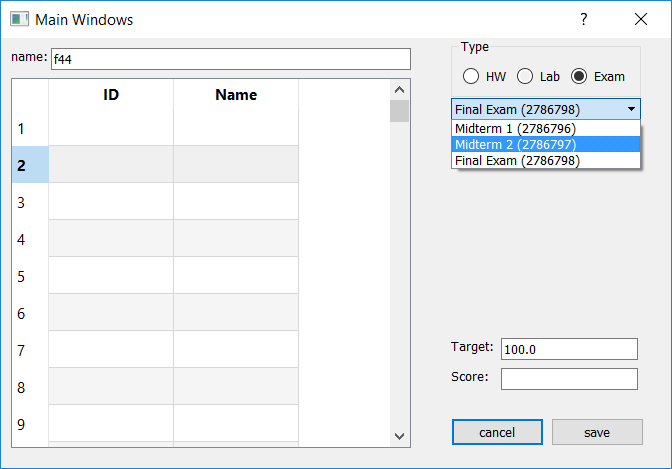 Main Windows
?
name: f44
ID Name
1
2
3
4
5
6
7
8
9
Type
HW Lab Exam
Final Exam (2786798)
Midterm 1 (2786796)
Midterm 2 (2786797)
Final Exam (2786798)
Target: 100.0
Score:
cancel save